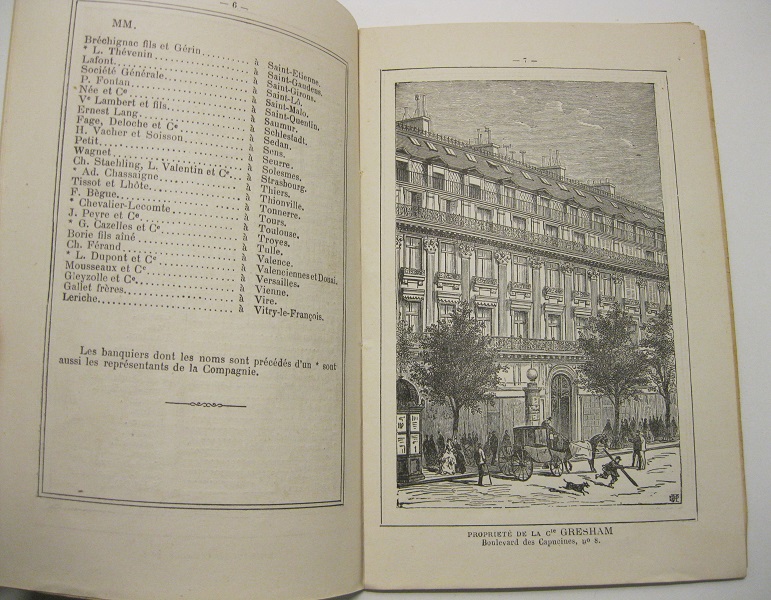 — 6 —
MM.
Bréchignac fils et Gérin.......... à Saint-Etienne.
* L. Thévenin.......... à Saint-Gaudens.
Lafont.......... à Saint-Girons.
Société Générale.......... à Saint-Lô.
P. Fontan.......... à Saint-Malo.
*Née et Cᵉ.......... à Saint-Quentin.
Vᵉ Lambert et fils.......... à Saumur.
Ernest Lang.......... à Schlestadt.
Fage, Deloche et Cᵉ.......... à Sedan.
H. Vacher et Soisson.......... à Sens.
Petit.......... à Seurre.
Wagnet.......... à Solesmes.
Ch. Staehling, L. Valentin et Cᵉ... à Strasbourg.
* Ad. Chassaigne.......... à Thiers.
Tissot et Lhôte.......... à Thionville.
F. Bègue.......... à Tonnerre.
* Chevalier-Lecomte.......... à Tours.
J. Peyre et Cᵉ.......... à Toulouse.
* G. Cazelles et Cᵉ.......... à Troyes.
Borie fils aîné.......... à Tulle.
Ch. Férand.......... à Valence.
* L. Dupont et Cᵉ.......... à Valenciennes et Douai.
Mousseaux et Cᵉ.......... à Versailles.
Gleyzolle et Cᵉ.......... à Vienne.
Gallet frères.......... à Vire.
Leriche.......... à Vitry-le-François.
Les banquiers dont les noms sont précédés d'un * sont
aussi les représentants de la Compagnie.
— 7 —
PROPRIÉTÉ DE LA Cⁱᵉ GRESHAM
Boulevard des Capucines, nº 8.